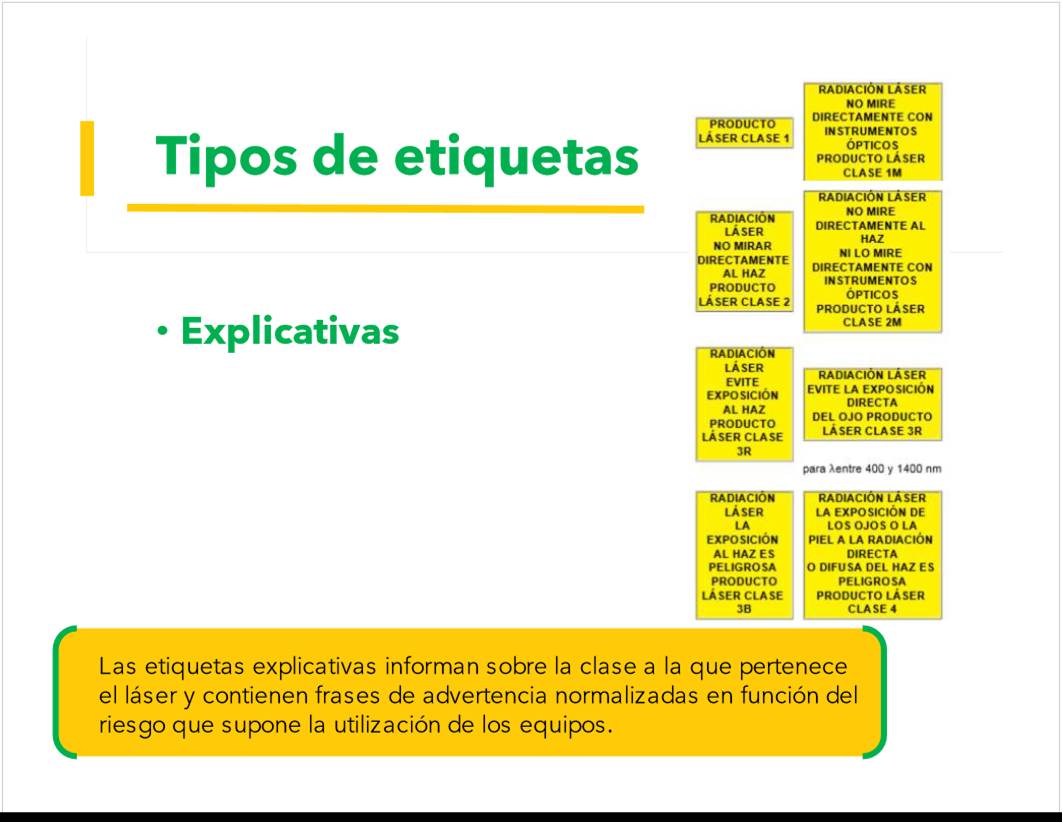 Tipos de etiquetas
• Explicativas
PRODUCTO
LÁSER CLASE 1
RADIACIÓN LÁSER
NO MIRE
DIRECTAMENTE CON
INSTRUMENTOS
ÓPTICOS
PRODUCTO LÁSER
CLASE 1M
RADIACIÓN
LÁSER
NO MIRAR
DIRECTAMENTE
AL HAZ
PRODUCTO
LÁSER CLASE 2
RADIACIÓN LÁSER
NO MIRE
DIRECTAMENTE AL
HAZ
NI LO MIRE
DIRECTAMENTE CON
INSTRUMENTOS
ÓPTICOS
PRODUCTO LÁSER
CLASE 2M
RADIACIÓN
LÁSER
EVITE
EXPOSICIÓN
AL HAZ
PRODUCTO
LÁSER CLASE
3R
RADIACIÓN LÁSER
EVITE LA EXPOSICIÓN
DIRECTA
DEL OJO PRODUCTO
LÁSER CLASE 3R
para λentre 400 y 1400 nm
RADIACIÓN
LÁSER
LA
EXPOSICIÓN
AL HAZ ES
PELIGROSA
PRODUCTO
LÁSER CLASE
3B
RADIACIÓN LÁSER
LA EXPOSICIÓN DE
LOS OJOS O LA
PIEL A LA RADIACIÓN
DIRECTA
O DIFUSA DEL HAZ ES
PELIGROSA
PRODUCTO LÁSER
CLASE 4
Las etiquetas explicativas informan sobre la clase a la que pertenece
el láser y contienen frases de advertencia normalizadas en función del
riesgo que supone la utilización de los equipos.